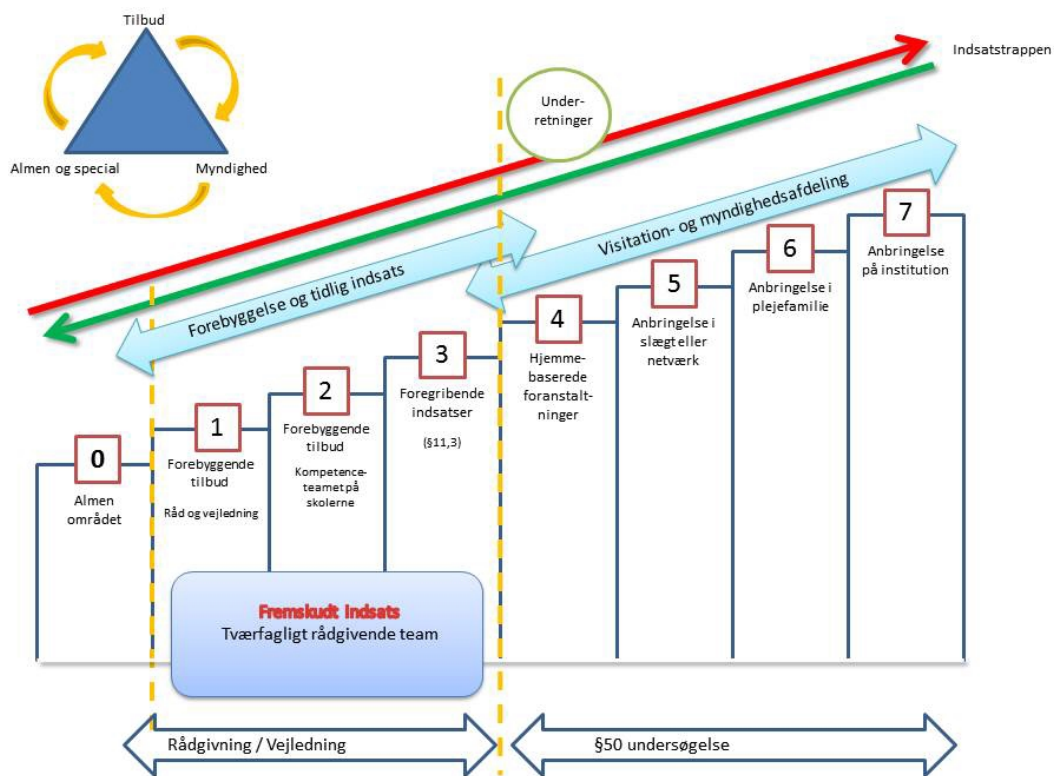 Tilbud
Almen og special
Myndighed
Indsatstrappen
Under-
retninger
Forebyggelse og tidlig indsats
Visitation- og myndighedsafdeling
0
Almen
området
1
Forebyggende
tilbud
Råd og vejledning
2
Forebyggende
tilbud
Kompetence-
teamet på
skolerne
3
Foregribende
indsatser
(§11,3)
4
Hjemme-
baserede
foranstalt-
ninger
5
Anbringelse i
slægt eller
netværk
6
Anbringelse i
plejefamilie
7
Anbringelse
på institution
Fremskudt Indsats
Tværfagligt rådgivende team
Rådgivning / Vejledning
§50 undersøgelse